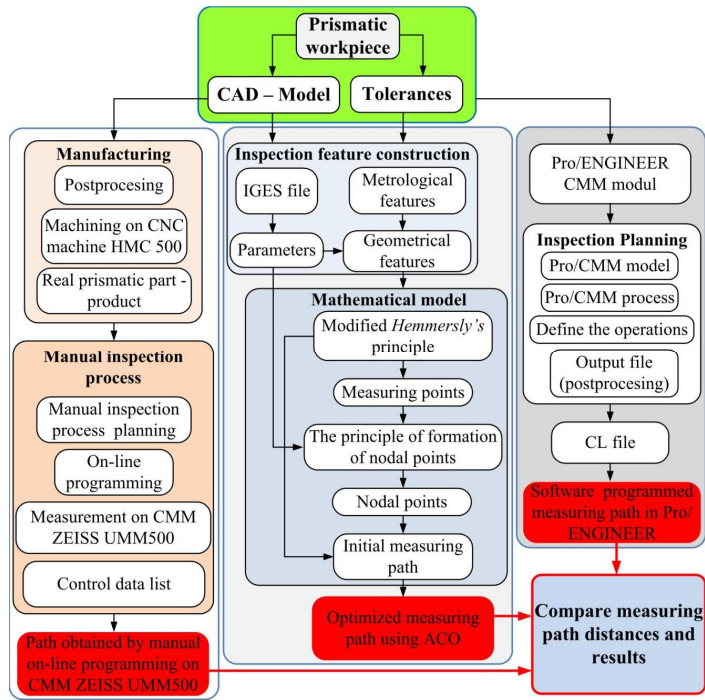 Prismatic
workpiece
CAD – Model
Tolerances
Manufacturing
Postprocesing
Machining on CNC
machine HMC 500
Real prismatic part -
product
Manual inspection
process
Manual inspection
process planning
On-line
programming
Measurement on CMM
ZEISS UMM500
Control data list
Path obtained by manual
on-line programming on
CMM ZEISS UMM500
Inspection feature construction
IGES file
Metrological
features
Parameters
Geometrical
features
Mathematical model
Modified Hemmersly's
principle
Measuring points
The principle of formation
of nodal points
Nodal points
Initial measuring
path
Optimized measuring
path using ACO
Pro/ENGINEER
CMM modul
Inspection Planning
Pro/CMM model
Pro/CMM process
Define the operations
Output file
(postprocesing)
CL file
Software programmed
measuring path in Pro/
ENGINEER
Compare measuring
path distances and
results